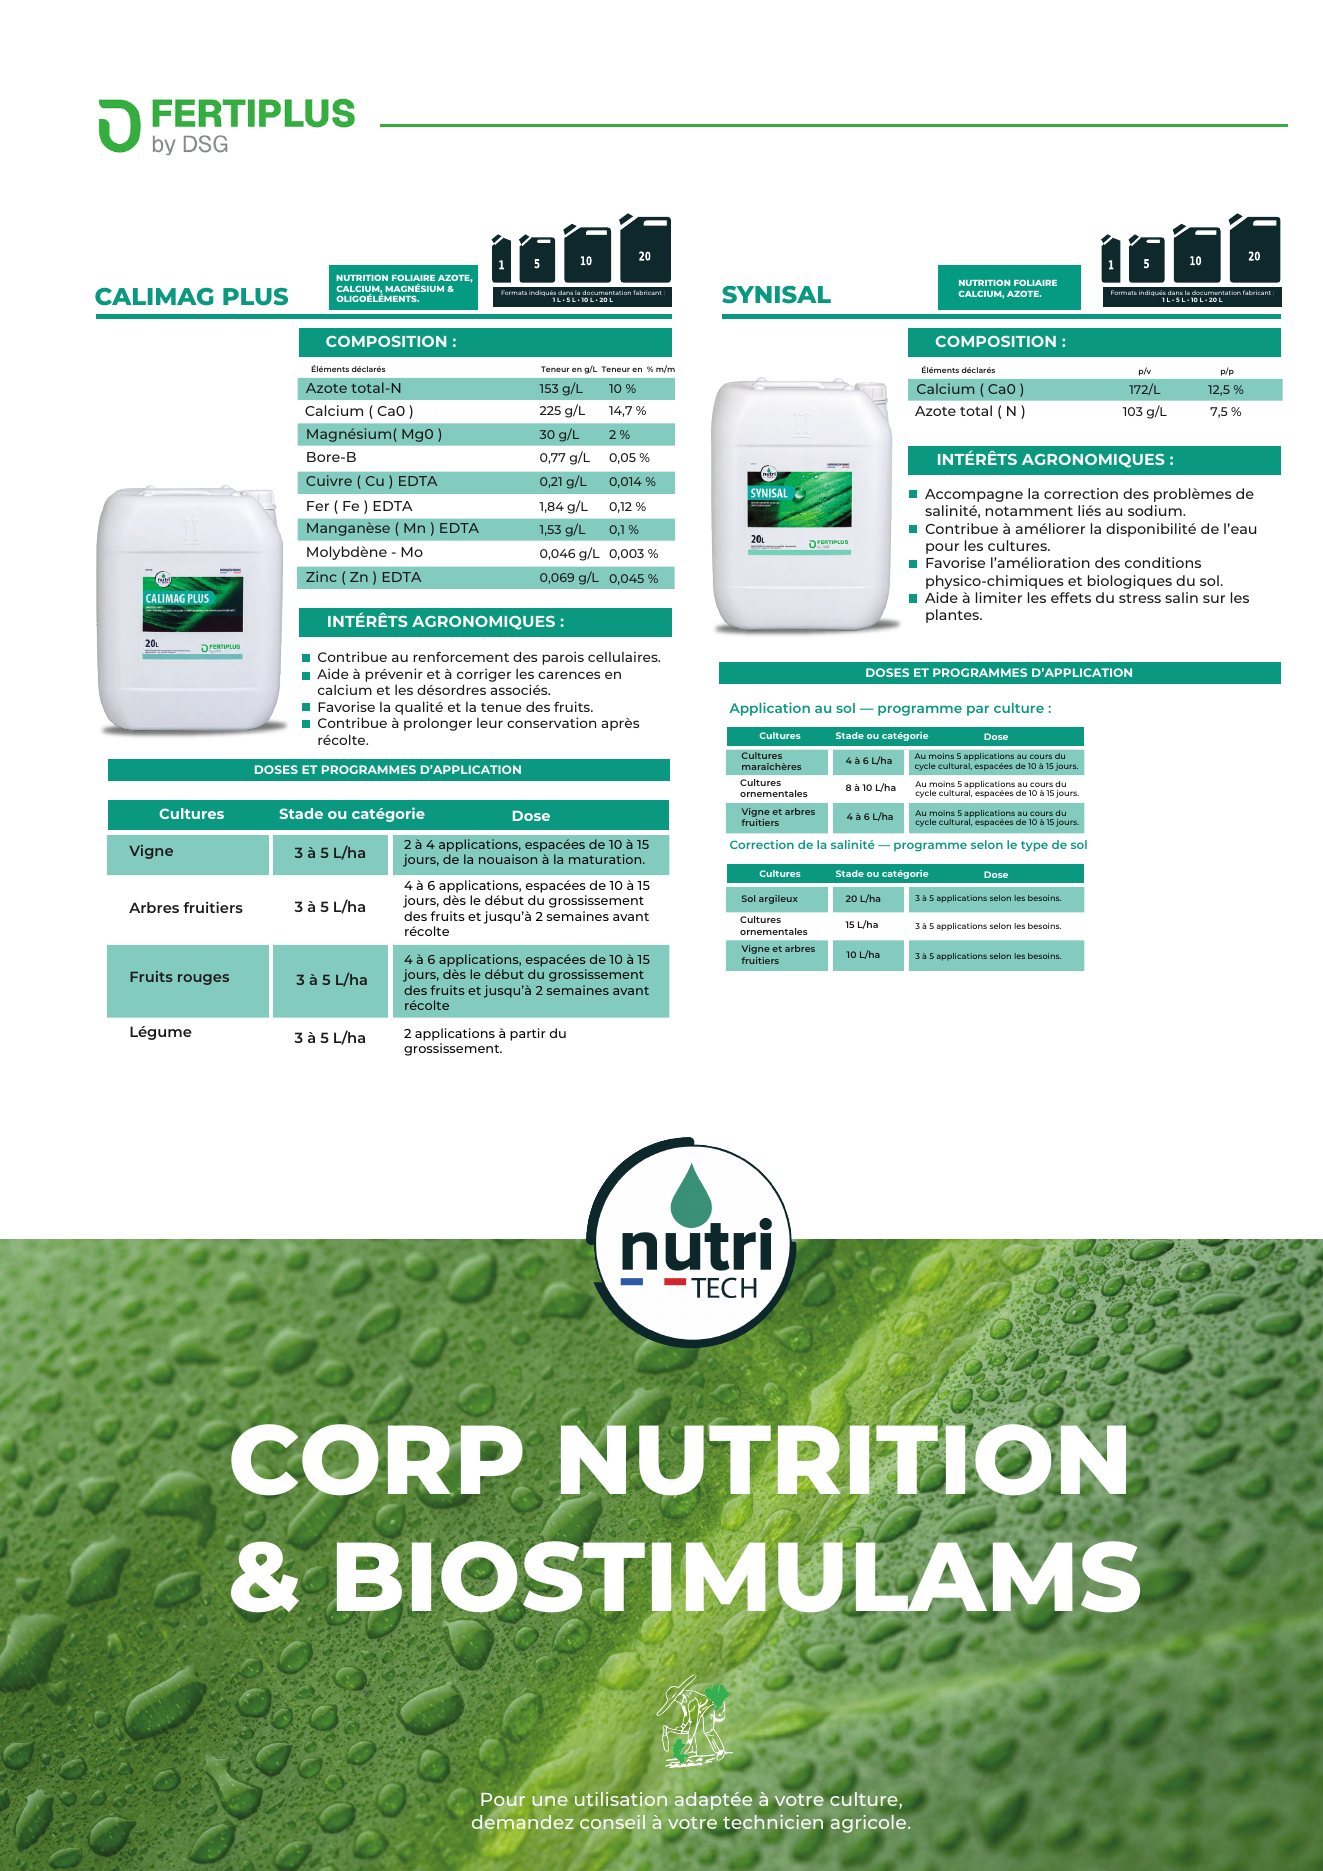 FERTIPLUS
by DSG
CALIMAG PLUS
NUTRITION FOLIAIRE AZOTE,
CALCIUM, MAGNÉSIUM &
OLIGOÉLÉMENTS.
1 5 10 20
Formats indiqués dans la documentation fabricant :
1 L • 5 L • 10 L • 20 L
COMPOSITION :
Éléments déclarés Teneur en g/L Teneur en % m/m
Azote total-N 153 g/L 10 %
Calcium ( Ca0 ) 225 g/L 14,7 %
Magnésium( Mg0 ) 30 g/L 2 %
Bore-B 0,77 g/L 0,05 %
Cuivre ( Cu ) EDTA 0,21 g/L 0,014 %
Fer ( Fe ) EDTA 1,84 g/L 0,12 %
Manganèse ( Mn ) EDTA 1,53 g/L 0,1 %
Molybdène - Mo 0,046 g/L 0,003 %
Zinc ( Zn ) EDTA 0,069 g/L 0,045 %
nutri
CALIMAG PLUS
20L
FERTIPLUS
INTÉRÊTS AGRONOMIQUES :
Contribue au renforcement des parois cellulaires.
Aide à prévenir et à corriger les carences en
calcium et les désordres associés.
Favorise la qualité et la tenue des fruits.
Contribue à prolonger leur conservation après
récolte.
DOSES ET PROGRAMMES D’APPLICATION
Cultures Stade ou catégorie Dose
Vigne 3 à 5 L/ha 2 à 4 applications, espacées de 10 à 15
jours, de la nouaison à la maturation.
Arbres fruitiers 3 à 5 L/ha 4 à 6 applications, espacées de 10 à 15
jours, dès le début du grossissement
des fruits et jusqu’à 2 semaines avant
récolte
Fruits rouges 3 à 5 L/ha 4 à 6 applications, espacées de 10 à 15
jours, dès le début du grossissement
des fruits et jusqu’à 2 semaines avant
récolte
Légume 3 à 5 L/ha 2 applications à partir du
grossissement.
SYNISAL
NUTRITION FOLIAIRE
CALCIUM, AZOTE.
1 5 10 20
Formats indiqués dans la documentation fabricant :
1 L • 5 L • 10 L • 20 L
COMPOSITION :
Éléments déclarés p/v p/p
Calcium ( Ca0 ) 172/L 12,5 %
Azote total ( N ) 103 g/L 7,5 %
nutri
SYNISAL
20L
FERTIPLUS
INTÉRÊTS AGRONOMIQUES :
Accompagne la correction des problèmes de
salinité, notamment liés au sodium.
Contribue à améliorer la disponibilité de l’eau
pour les cultures.
Favorise l’amélioration des conditions
physico-chimiques et biologiques du sol.
Aide à limiter les effets du stress salin sur les
plantes.
DOSES ET PROGRAMMES D’APPLICATION
Application au sol — programme par culture :
Cultures Stade ou catégorie Dose
Cultures
maraîchères 4 à 6 L/ha Au moins 5 applications au cours du
cycle cultural, espacées de 10 à 15 jours.
Cultures
ornementales 8 à 10 L/ha Au moins 5 applications au cours du
cycle cultural, espacées de 10 à 15 jours.
Vigne et arbres
fruitiers 4 à 6 L/ha Au moins 5 applications au cours du
cycle cultural, espacées de 10 à 15 jours.
Correction de la salinité — programme selon le type de sol
Cultures Stade ou catégorie Dose
Sol argileux 20 L/ha 3 à 5 applications selon les besoins.
Cultures
ornementales 15 L/ha 3 à 5 applications selon les besoins.
Vigne et arbres
fruitiers 10 L/ha 3 à 5 applications selon les besoins.
nutri
TECH
CORP NUTRITION
& BIOSTIMULAMS
Pour une utilisation adaptée à votre culture,
demandez conseil à votre technicien agricole.